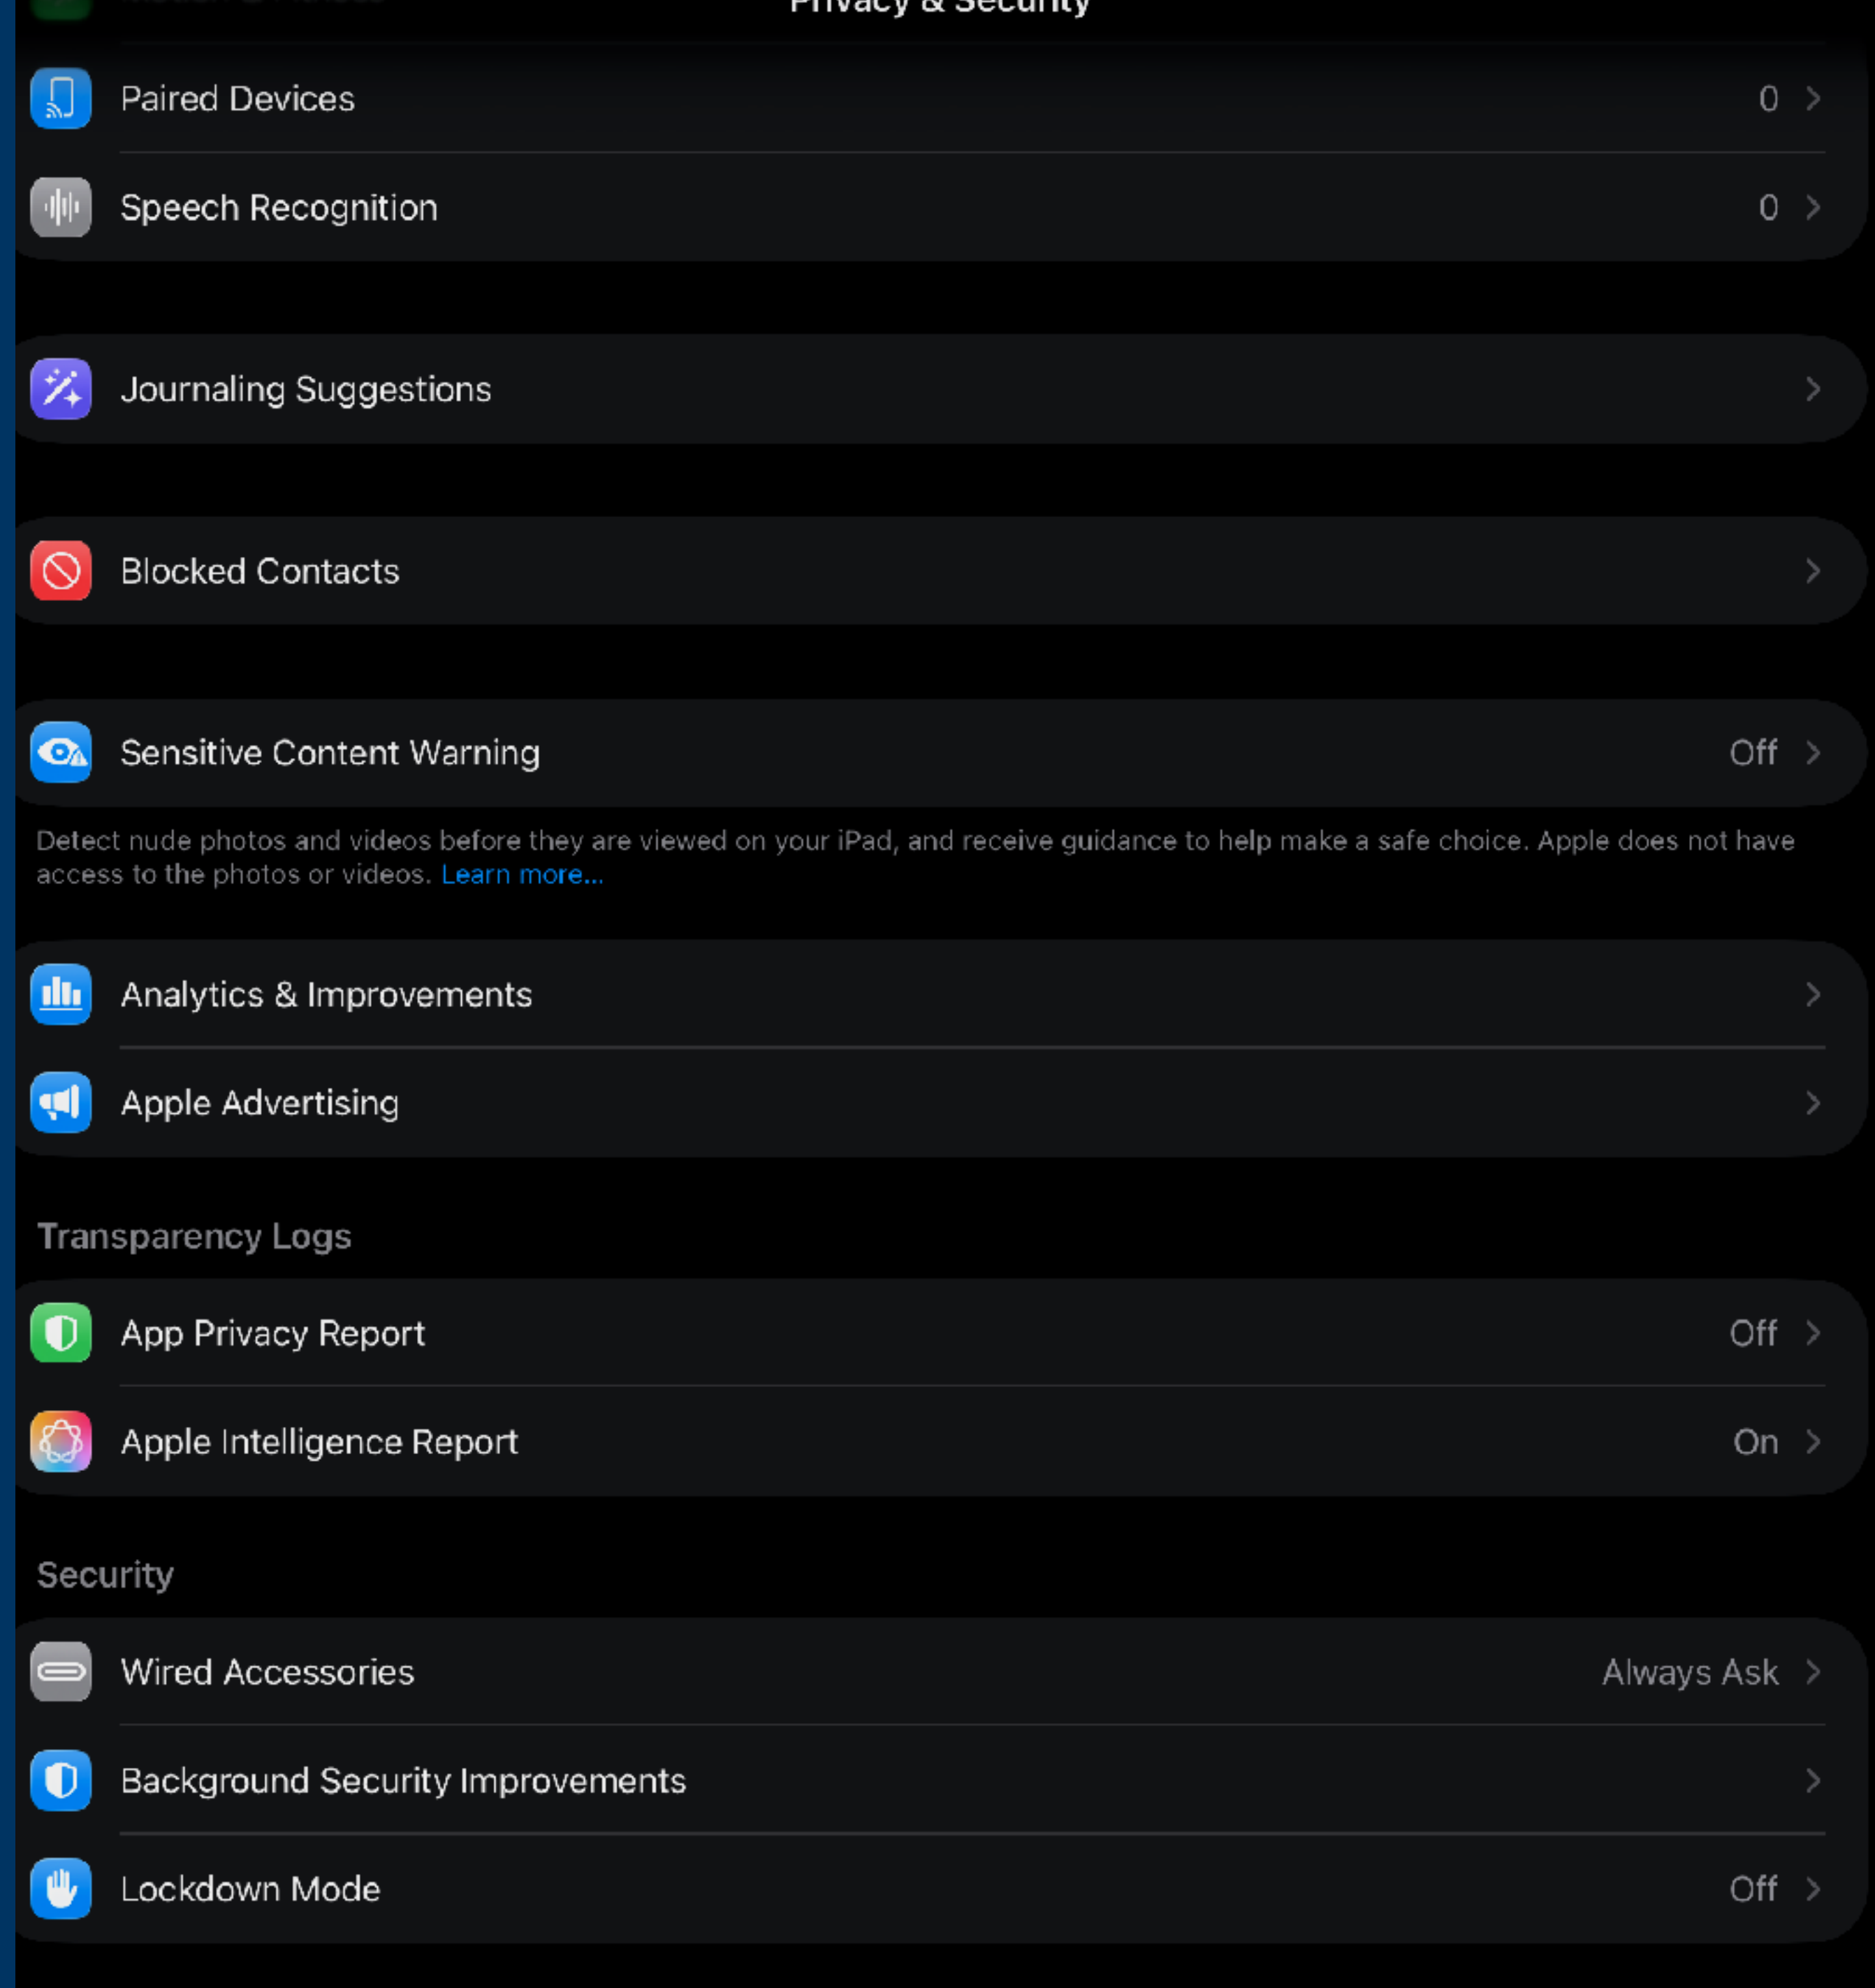 Privacy & Security
Paired Devices 0
Speech Recognition 0
Journaling Suggestions
Blocked Contacts
Sensitive Content Warning Off
Detect nude photos and videos before they are viewed on your iPad, and receive guidance to help make a safe choice. Apple does not have
access to the photos or videos. Learn more...
Analytics & Improvements
Apple Advertising
Transparency Logs
App Privacy Report Off
Apple Intelligence Report On
Security
Wired Accessories Always Ask
Background Security Improvements
Lockdown Mode Off